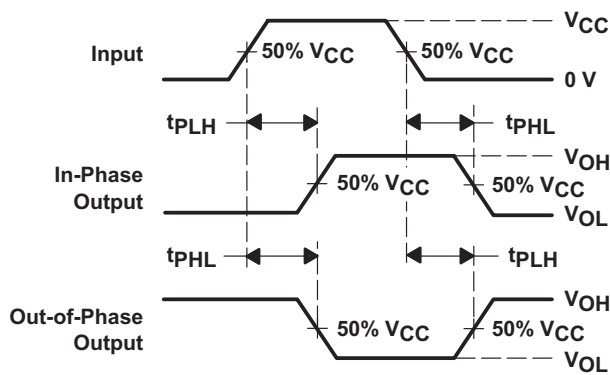 VCC
Input
50% VCC
50% VCC
0 V
tPLH
tPHL
In-Phase
Output
50% VCC
VOH
50% VCC
VOL
tPHL
tPLH
Out-of-Phase
Output
50% VCC
VOH
50% VCC
VOL